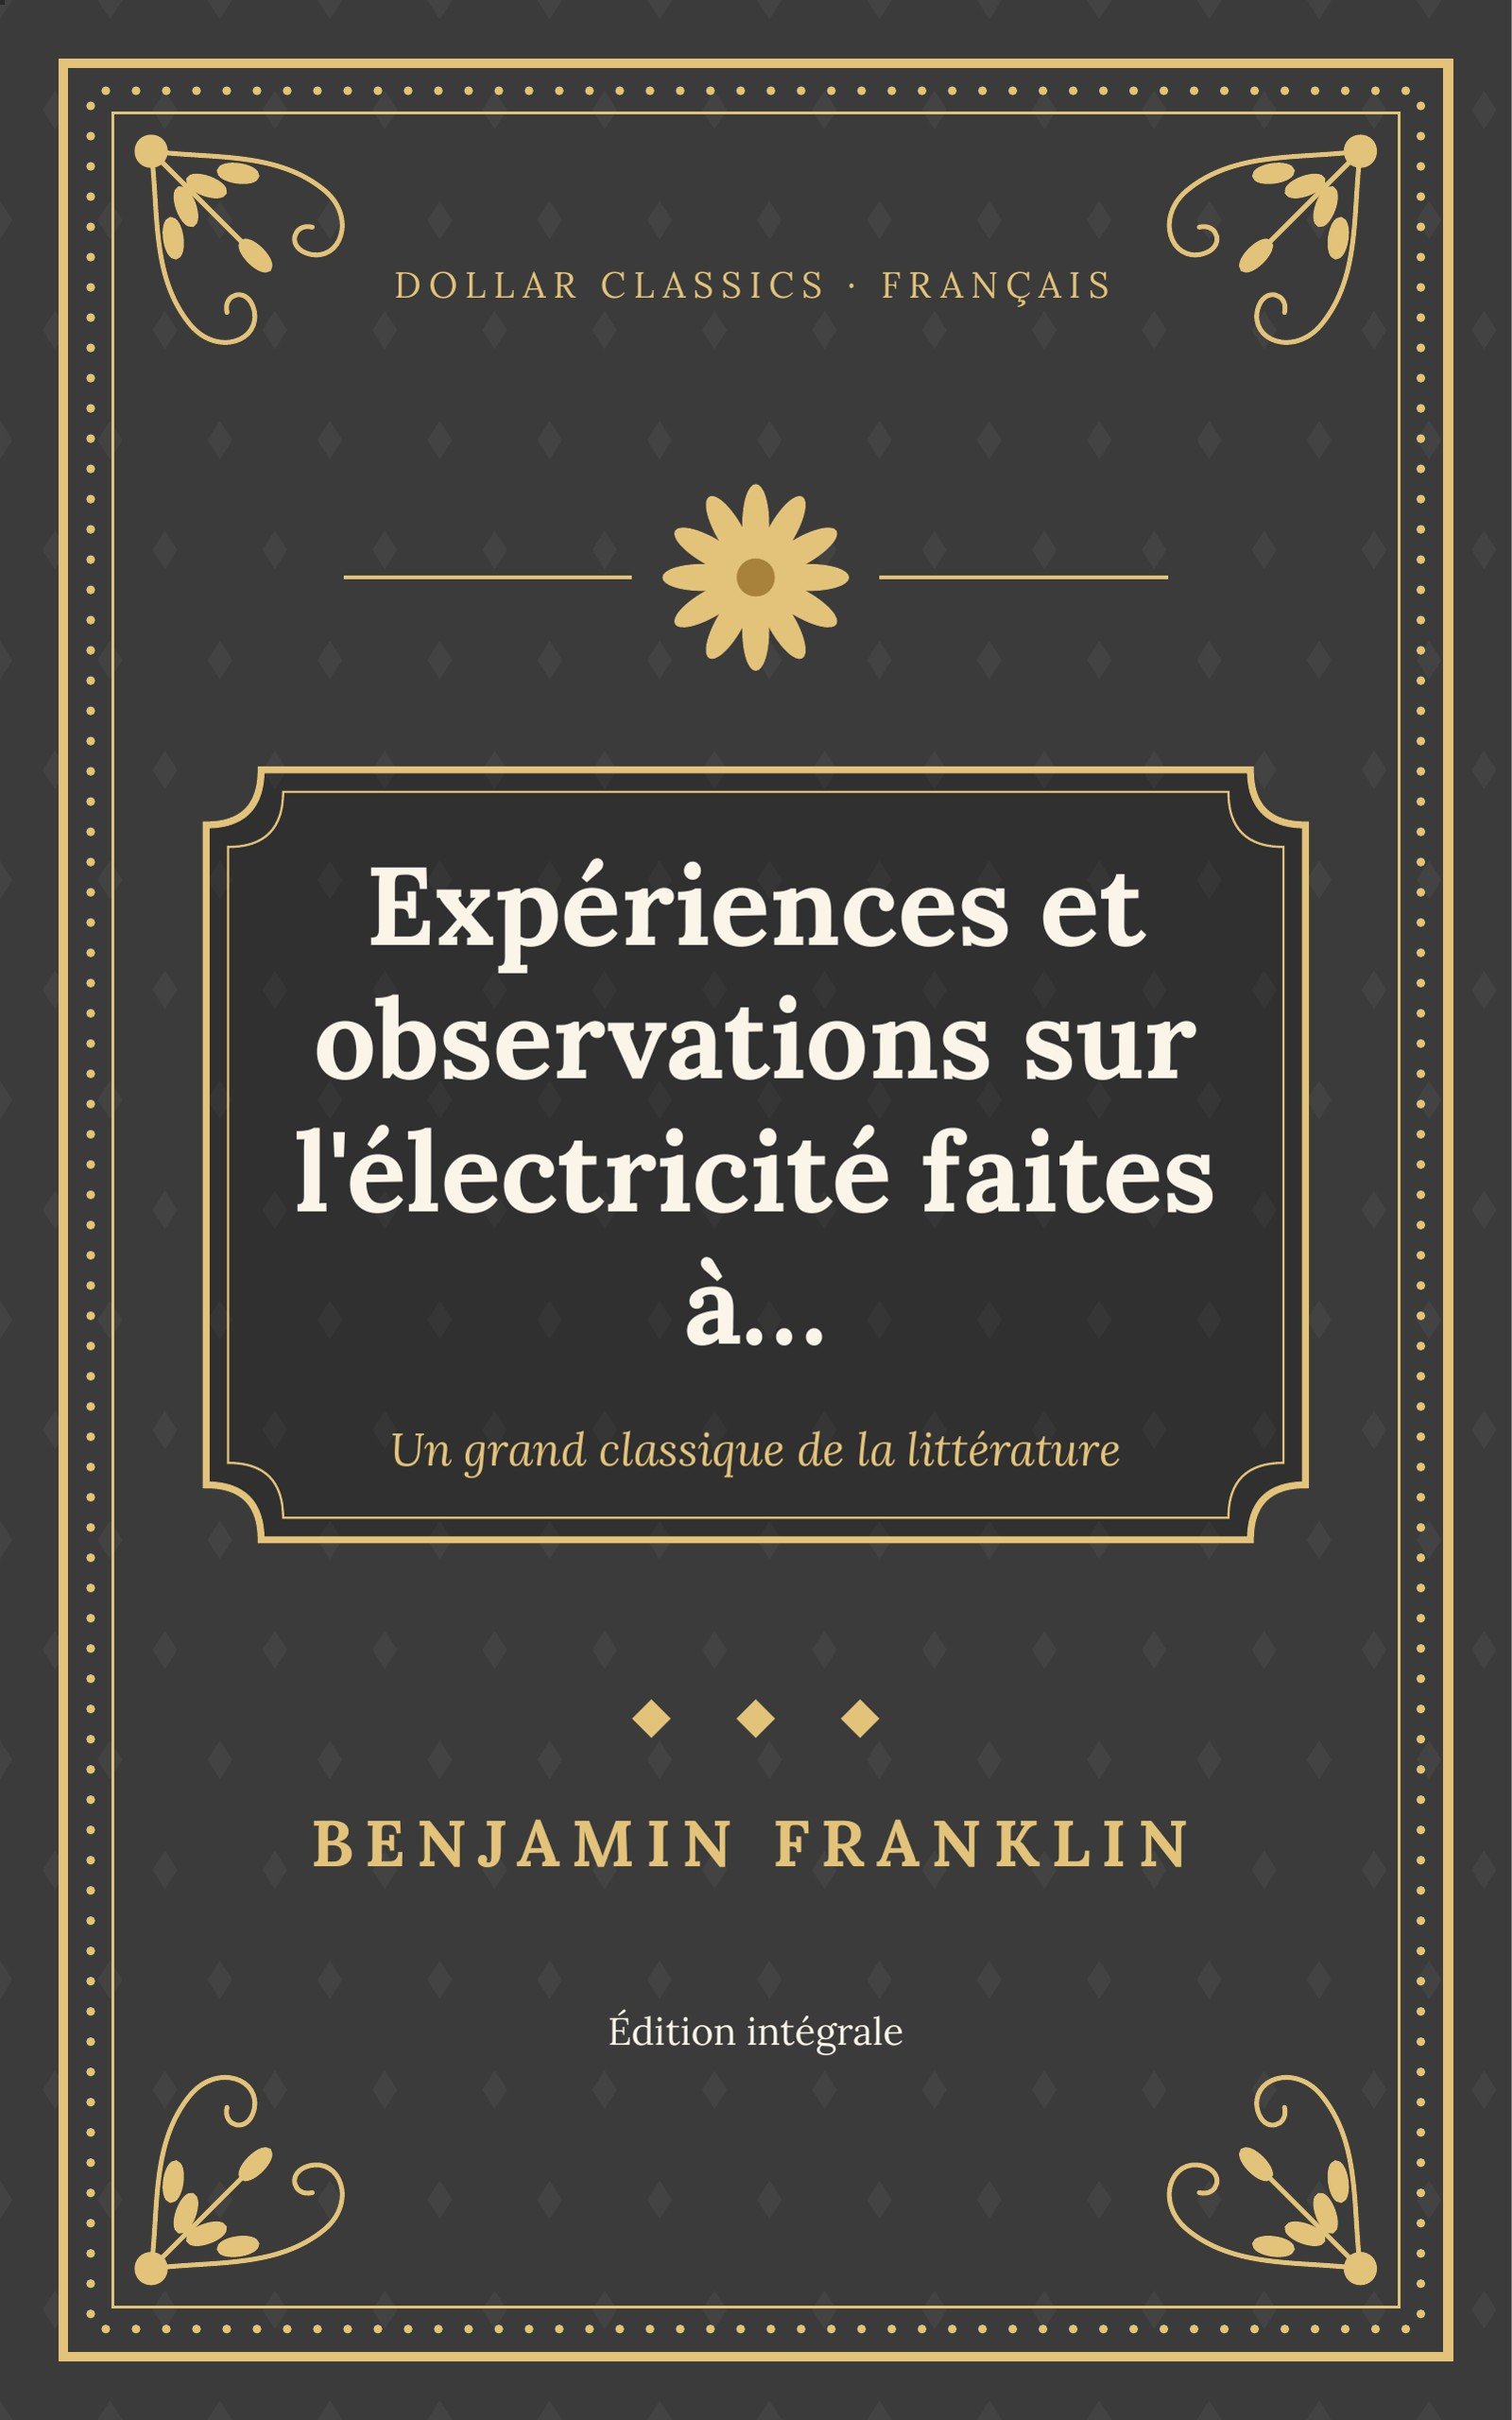 DOLLAR CLASSICS · FRANÇAIS
Expériences et
observations sur
l'électricité faites
à...
Un grand classique de la littérature
BENJAMIN FRANKLIN
Édition intégrale